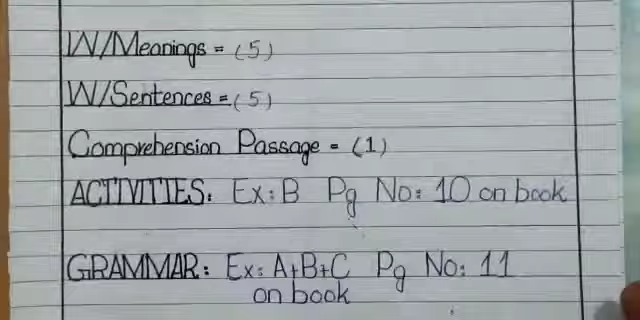 W/Meanings = (5)
W/Sentences = (5)
Comprehension Passage = (1)
ACTIVITIES: Ex: B Pg No: 10 on book
GRAMMAR: Ex: A+B+C Pg No: 11
on book